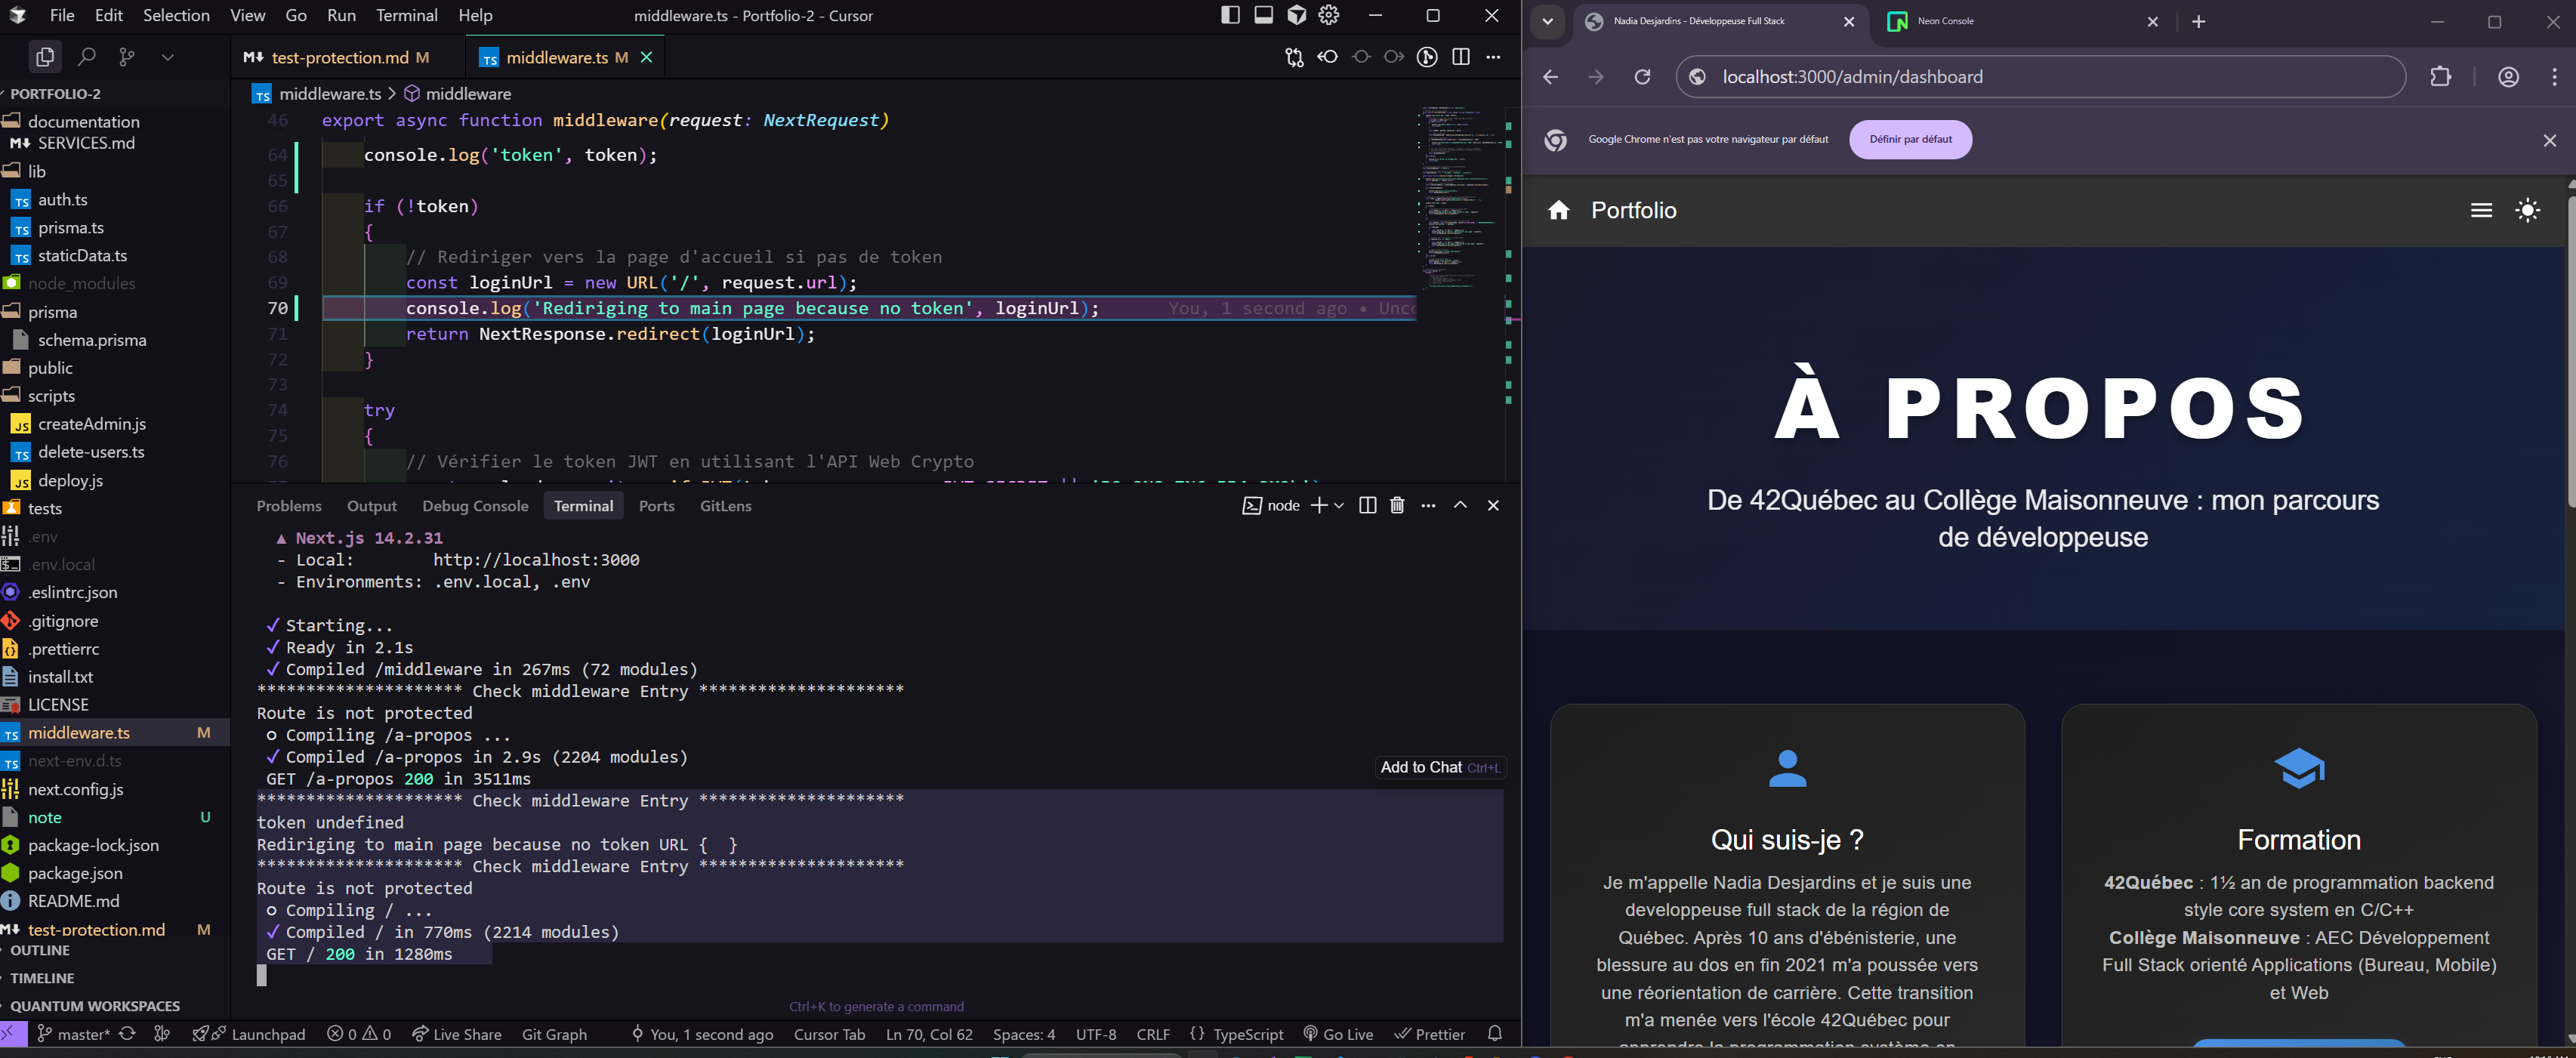 File Edit Selection View Go Run Terminal Help
middleware.ts - Portfolio-2 - Cursor
PORTFOLIO-2
documentation
SERVICES.md
lib
auth.ts
prisma.ts
staticData.ts
node_modules
prisma
schema.prisma
public
scripts
createAdmin.js
delete-users.ts
deploy.js
tests
.env
.env.local
.eslintrc.json
.gitignore
.prettierrc
install.txt
LICENSE
middleware.ts M
next-env.d.ts
next.config.js
note U
package-lock.json
package.json
README.md
test-protection.md M
OUTLINE
TIMELINE
QUANTUM WORKSPACES
test-protection.md M
TS middleware.ts M
TS middleware.ts > middleware
46 export async function middleware(request: NextRequest)
64 console.log('token', token);
65
66 if (!token)
67 {
68 // Rediriger vers la page d'accueil si pas de token
69 const loginUrl = new URL('/', request.url);
70 console.log('Rediriging to main page because no token', loginUrl); You, 1 second ago • Unco
71 return NextResponse.redirect(loginUrl);
72 }
73
74 try
75 {
76 // Vérifier le token JWT en utilisant l'API Web Crypto
Problems Output Debug Console Terminal Ports GitLens
node
▲ Next.js 14.2.31
- Local: http://localhost:3000
- Environments: .env.local, .env
✓ Starting...
✓ Ready in 2.1s
✓ Compiled /middleware in 267ms (72 modules)
********************* Check middleware Entry *********************
Route is not protected
○ Compiling /a-propos ...
✓ Compiled /a-propos in 2.9s (2204 modules)
GET /a-propos 200 in 3511ms
Add to Chat Ctrl+L
********************* Check middleware Entry *********************
token undefined
Rediriging to main page because no token URL {  }
********************* Check middleware Entry *********************
Route is not protected
○ Compiling / ...
✓ Compiled / in 770ms (2214 modules)
GET / 200 in 1280ms
Ctrl+K to generate a command
master* Launchpad 0 0 Live Share Git Graph You, 1 second ago Cursor Tab Ln 70, Col 62 Spaces: 4 UTF-8 CRLF {} TypeScript Go Live Prettier
Nadia Desjardins - Développeuse Full Stack
Neon Console
localhost:3000/admin/dashboard
Google Chrome n'est pas votre navigateur par défaut
Définir par défaut
Portfolio
À PROPOS
De 42Québec au Collège Maisonneuve : mon parcours
de développeuse
Qui suis-je ?
Je m'appelle Nadia Desjardins et je suis une
developpeuse full stack de la région de
Québec. Après 10 ans d'ébénisterie, une
blessure au dos en fin 2021 m'a poussée vers
une réorientation de carrière. Cette transition
m'a menée vers l'école 42Québec pour
Formation
42Québec : 1½ an de programmation backend
style core system en C/C++
Collège Maisonneuve : AEC Développement
Full Stack orienté Applications (Bureau, Mobile)
et Web